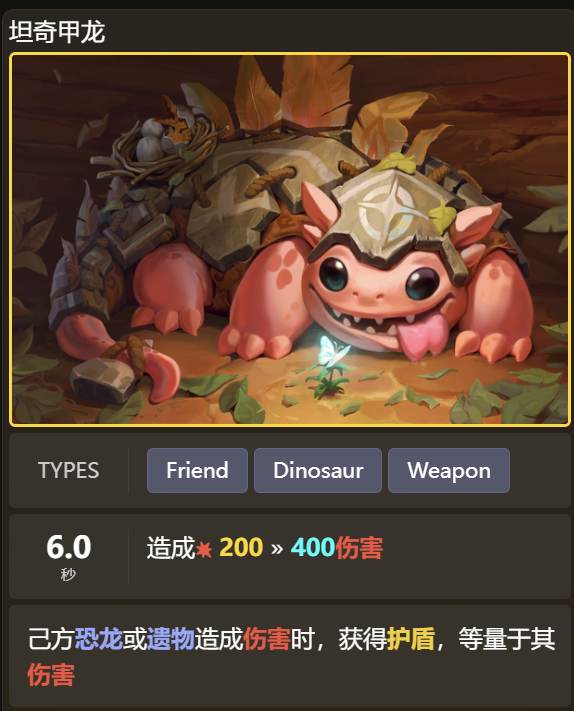 坦奇甲龙
TYPES Friend Dinosaur Weapon
6.0 造成 200 » 400伤害
秒
己方恐龙或遗物造成伤害时，获得护盾，等量于其
伤害